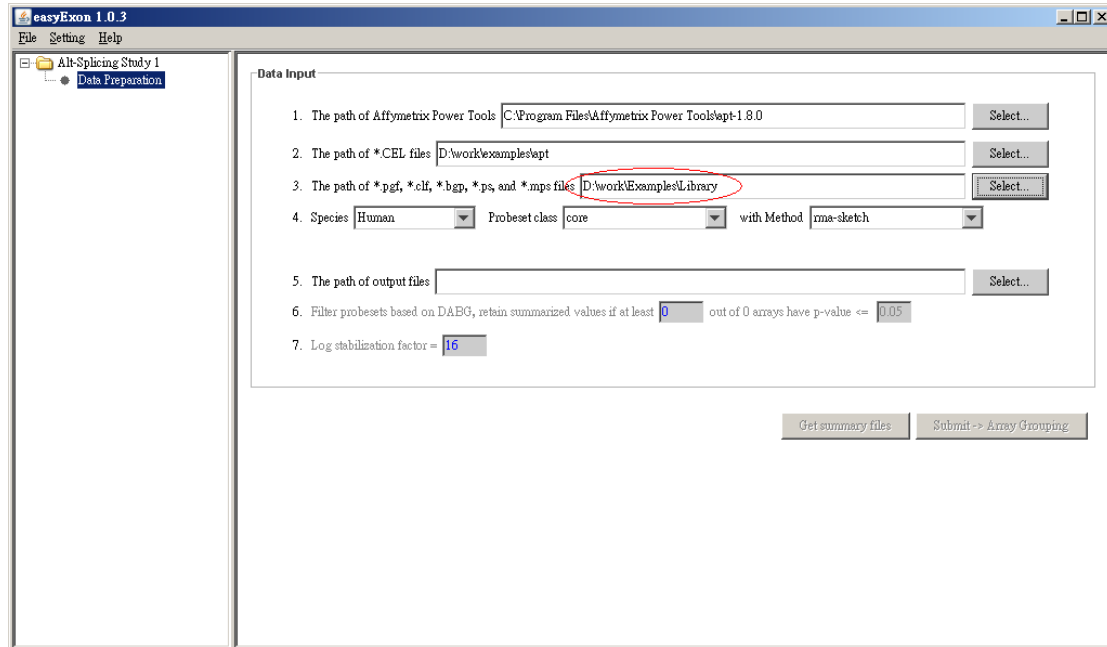 easyExon 1.0.3
File Setting Help
Alt-Splicing Study 1
Data Preparation
Data Input
1. The path of Affymetrix Power Tools C:\Program Files\Affymetrix Power Tools\apt-1.8.0 Select...
2. The path of *.CEL files D:\work\examples\apt Select...
3. The path of *.pgf, *.clf, *.bgp, *.ps, and *.mps files D:\work\Examples\Library Select...
4. Species Human Probeset class core with Method rma-sketch
5. The path of output files Select...
6. Filter probesets based on DABG, retain summarized values if at least 0 out of 0 arrays have p-value <= 0.05
7. Log stabilization factor = 16
Get summary files Submit -> Array Grouping